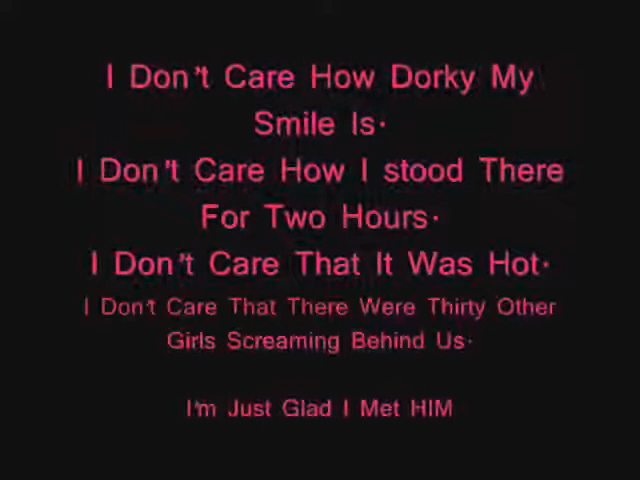 I Don't Care How Dorky My
Smile Is.
I Don't Care How I stood There
For Two Hours.
I Don't Care That It Was Hot.
I Don't Care That There Were Thirty Other
Girls Screaming Behind Us.
I'm Just Glad I Met HIM